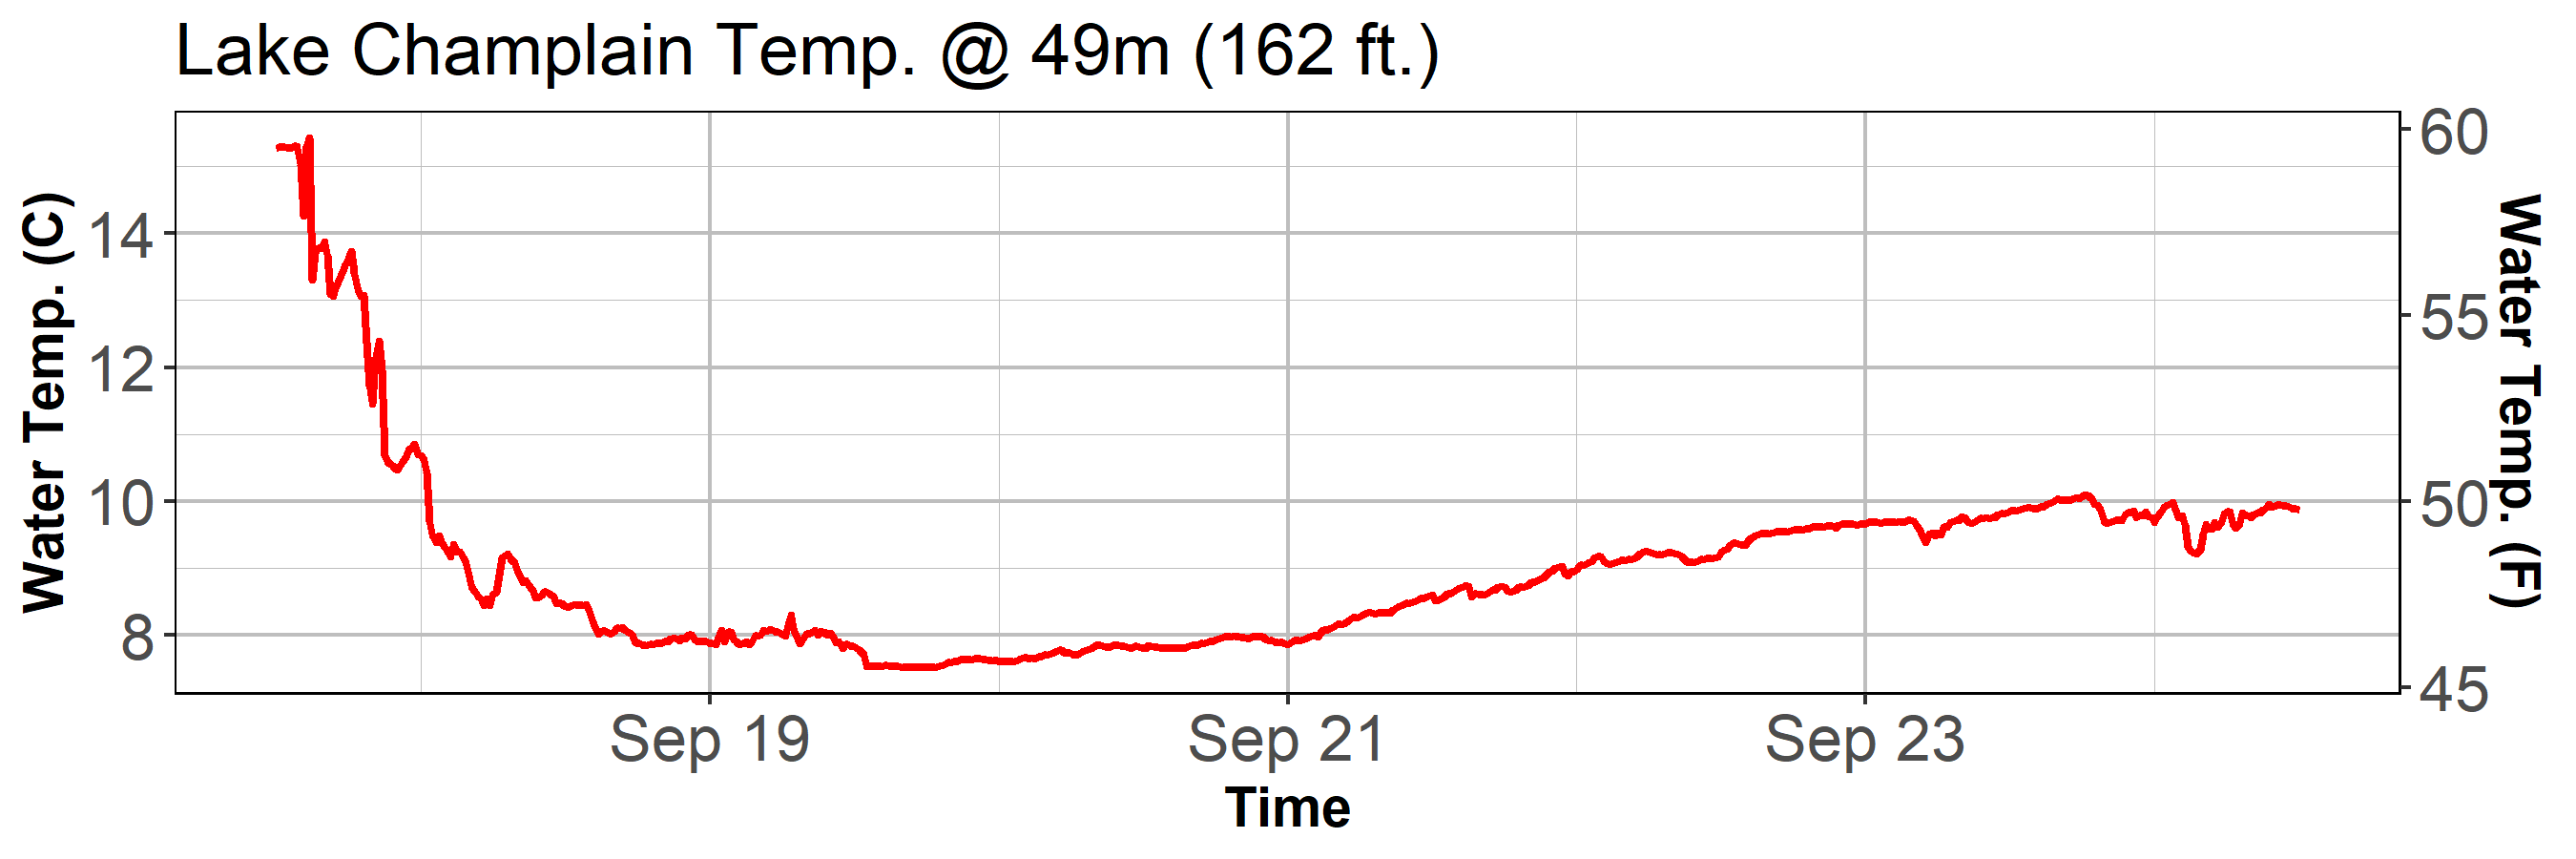 Lake Champlain Temp. @ 49m (162 ft.)
Water Temp. (C)
14
12
10
8
60
55
50
45
Water Temp. (F)
Sep 19
Sep 21
Sep 23
Time